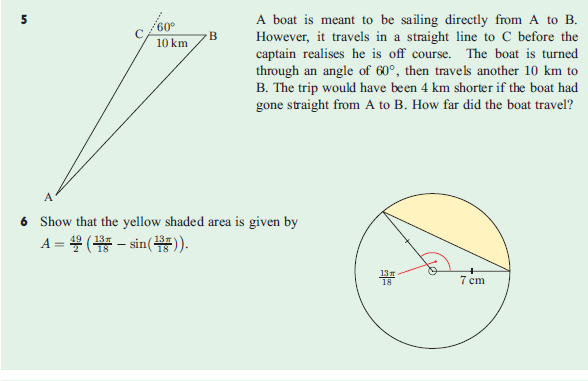 5
60°
C
B
10 km
A
A boat is meant to be sailing directly from A to B.
However, it travels in a straight line to C before the
captain realises he is off course. The boat is turned
through an angle of 60°, then travels another 10 km to
B. The trip would have been 4 km shorter if the boat had
gone straight from A to B. How far did the boat travel?
6 Show that the yellow shaded area is given by
A = 49/2 (13π/18 − sin(13π/18)).
13π/18
7 cm